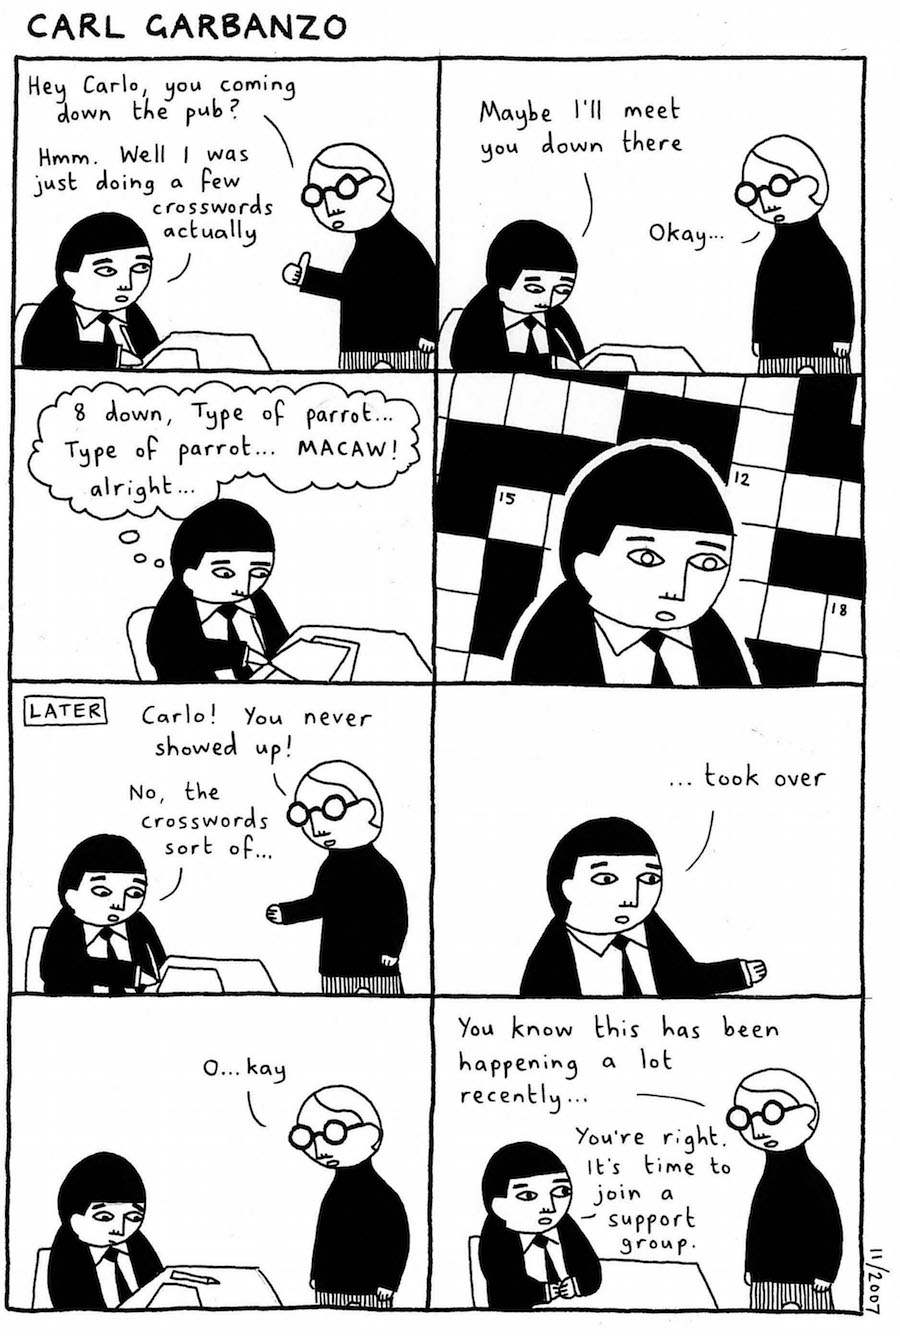 CARL GARBANZO
Hey Carlo, you coming
down the pub?
Hmm. Well I was
just doing a few
crosswords
actually
Maybe I'll meet
you down there
Okay...
8 down, Type of parrot...
Type of parrot... MACAW!
alright...
12
15
18
LATER
Carlo! You never
showed up!
No, the
crosswords
sort of...
... took over
O...kay
You know this has been
happening a lot
recently...
You're right.
It's time to
join a
support
group.
11/2007